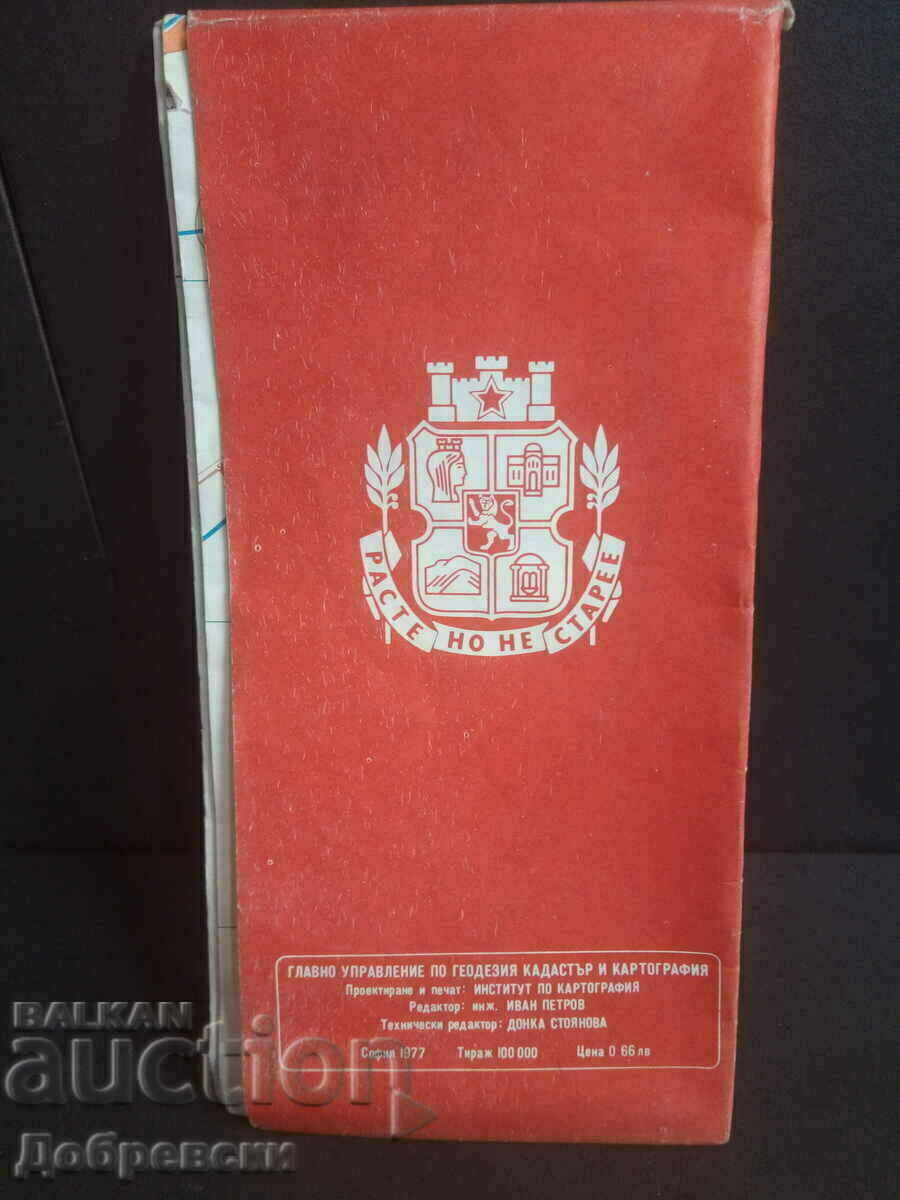 РАСТЕ НО НЕ СТАРЕЕ
ГЛАВНО УПРАВЛЕНИЕ ПО ГЕОДЕЗИЯ КАДАСТЪР И КАРТОГРАФИЯ
Проектиране и печат: ИНСТИТУТ ПО КАРТОГРАФИЯ
Редактор: инж. ИВАН ПЕТРОВ
Технически редактор: ДОНКА СТОЯНОВА
София 1977 Тираж 100 000 Цена 0 66 лв
BALKAN
auction
Добревски